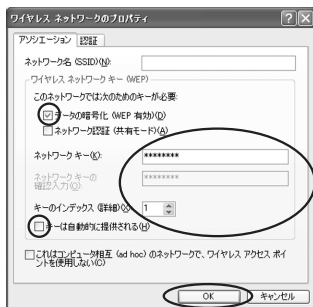 ワイヤレス ネットワークのプロパティ
アソシエーション 認証
ネットワーク名 (SSID)(N):
ワイヤレス ネットワーク キー (WEP)
このネットワークでは次のためのキーが必要:
データの暗号化 (WEP 有効)(D)
ネットワーク認証 (共有モード)(A)
ネットワーク キー(K): ********
ネットワーク キーの
確認入力(O): ********
キーのインデックス (詳細)(X): 1
キーは自動的に提供される(H)
これはコンピュータ相互 (ad hoc) のネットワークで、ワイヤレス アクセス ポイ
ントを使用しない(C)
OK キャンセル